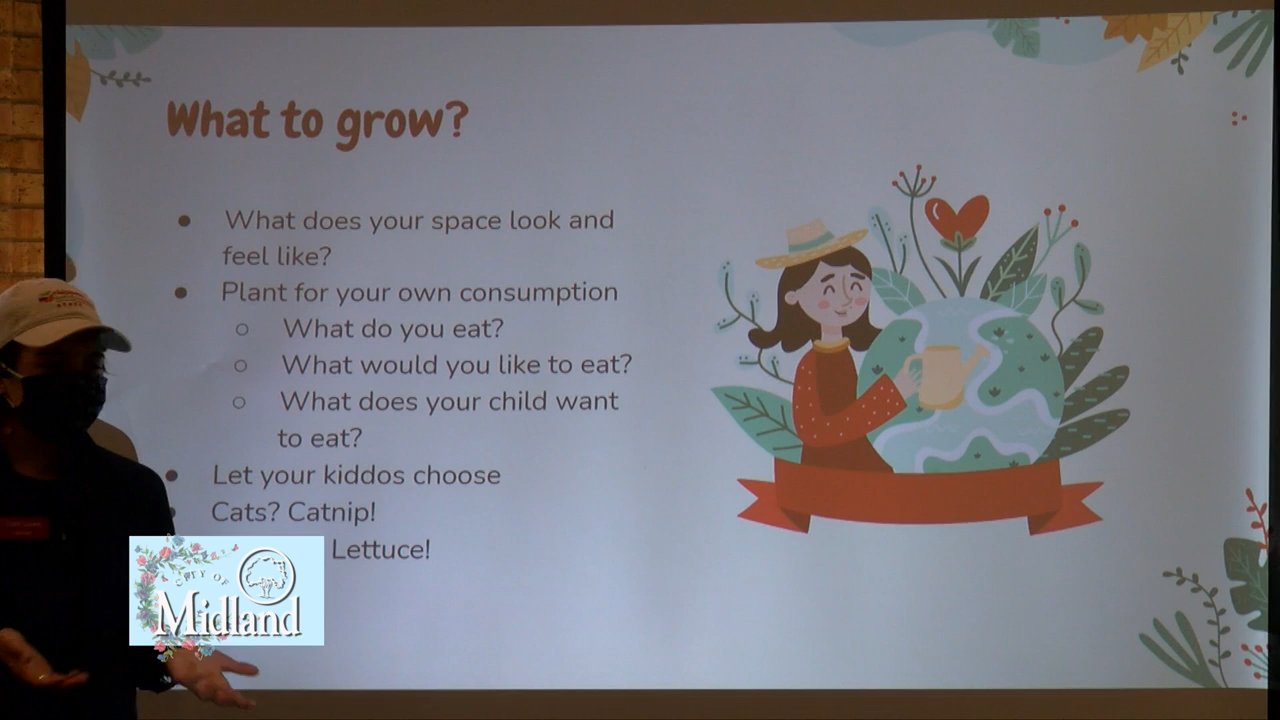 What to grow?
What does your space look and
feel like?
Plant for your own consumption
What do you eat?
What would you like to eat?
What does your child want
to eat?
Let your kiddos choose
Cats? Catnip!
Lettuce!
CITY OF
Midland